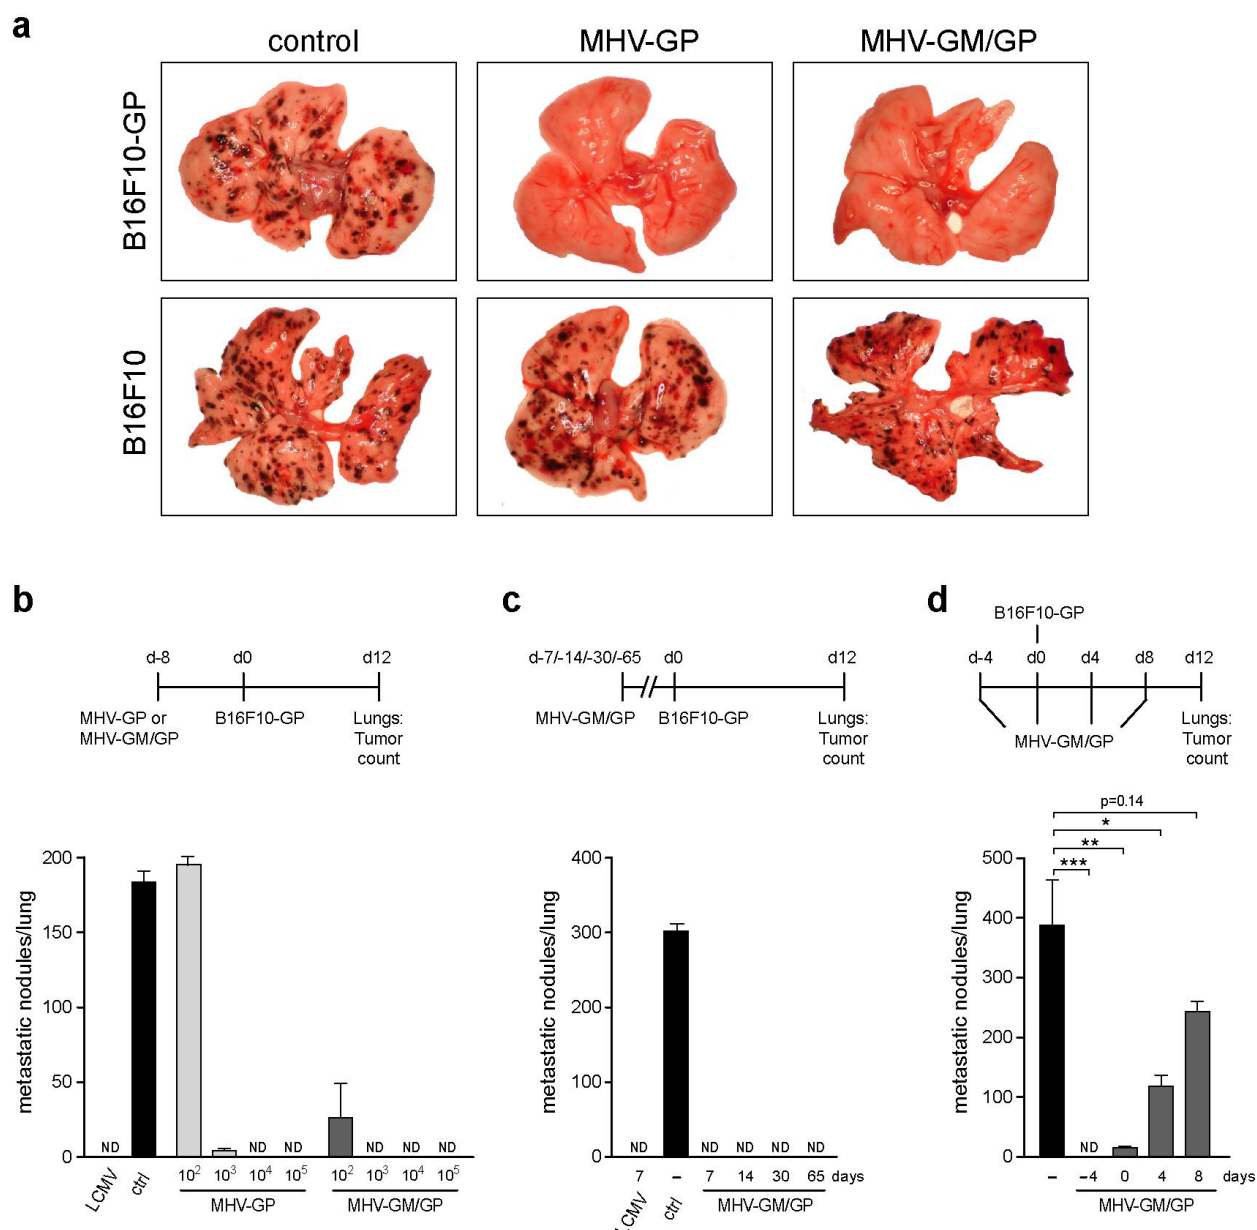 a
control MHV-GP MHV-GM/GP
B16F10-GP
B16F10
b
d-8 d0 d12
MHV-GP or
MHV-GM/GP
B16F10-GP
Lungs:
Tumor
count
metastatic nodules/lung
200
150
100
50
0
ND ND ND ND ND ND
LCMV ctrl 10² 10³ 10⁴ 10⁵ 10² 10³ 10⁴ 10⁵
MHV-GP MHV-GM/GP
c
d-7/-14/-30/-65 d0 d12
MHV-GM/GP B16F10-GP
Lungs:
Tumor
count
metastatic nodules/lung
400
300
200
100
0
ND ND ND ND ND
7 – 7 14 30 65 days
LCMV ctrl MHV-GM/GP
d
B16F10-GP
d-4 d0 d4 d8 d12
MHV-GM/GP
Lungs:
Tumor
count
p=0.14
*
**
***
metastatic nodules/lung
500
400
300
200
100
0
ND
– –4 0 4 8 days
MHV-GM/GP